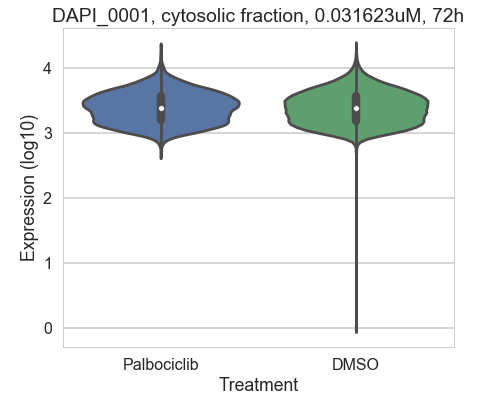 DAPI_0001, cytosolic fraction, 0.031623uM, 72h
Expression (log10)
4
3
2
1
0
Palbociclib DMSO
Treatment